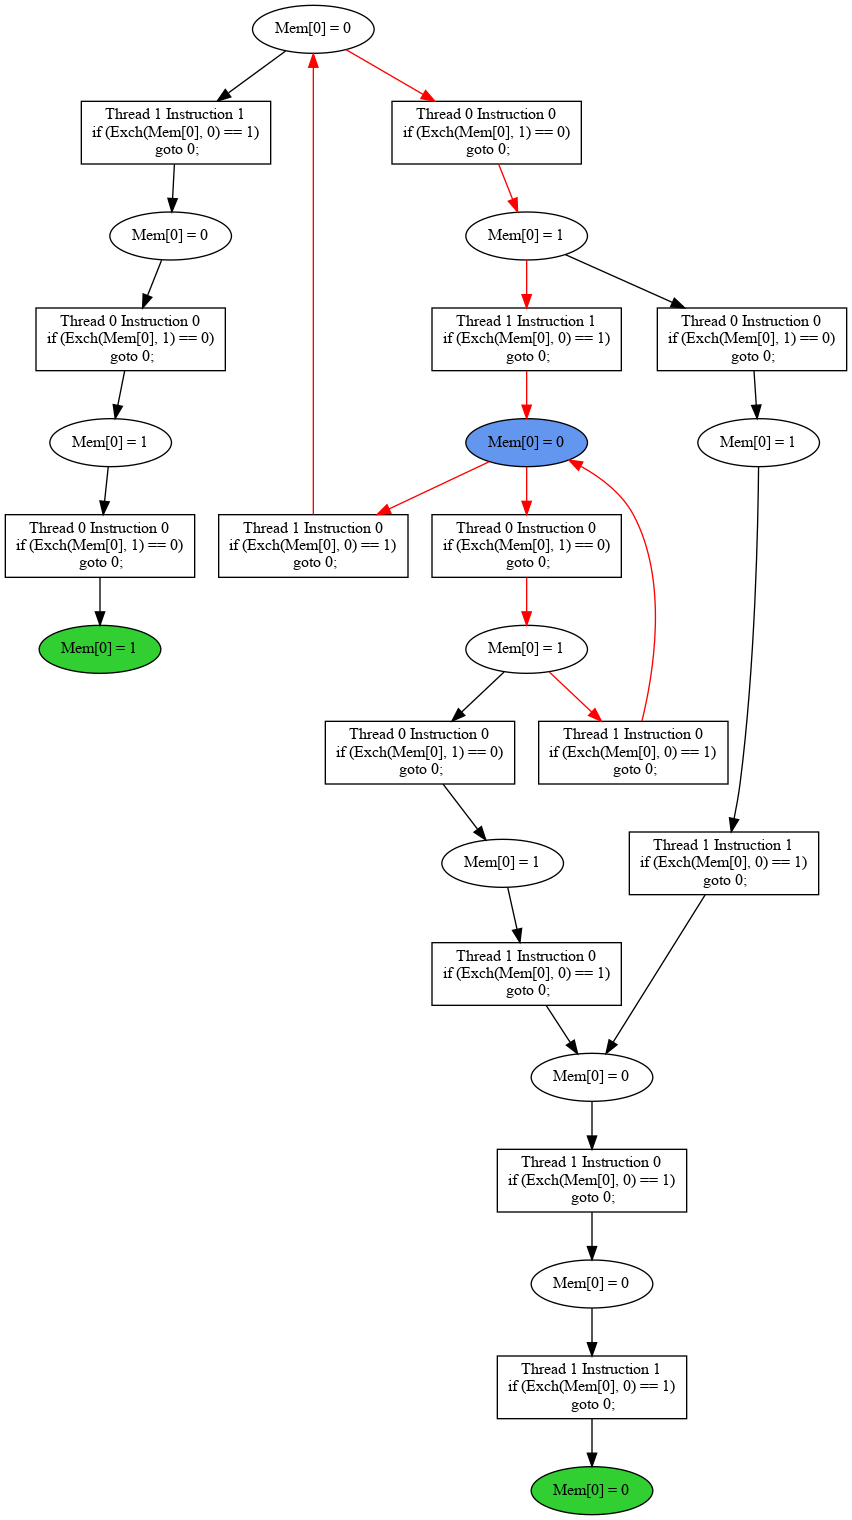 Mem[0] = 0
Thread 1 Instruction 1
if (Exch(Mem[0], 0) == 1)
goto 0;
Thread 0 Instruction 0
if (Exch(Mem[0], 1) == 0)
goto 0;
Mem[0] = 0
Mem[0] = 1
Thread 0 Instruction 0
if (Exch(Mem[0], 1) == 0)
goto 0;
Thread 1 Instruction 1
if (Exch(Mem[0], 0) == 1)
goto 0;
Thread 0 Instruction 0
if (Exch(Mem[0], 1) == 0)
goto 0;
Mem[0] = 1
Mem[0] = 0
Mem[0] = 1
Thread 0 Instruction 0
if (Exch(Mem[0], 1) == 0)
goto 0;
Thread 1 Instruction 0
if (Exch(Mem[0], 0) == 1)
goto 0;
Thread 0 Instruction 0
if (Exch(Mem[0], 1) == 0)
goto 0;
Mem[0] = 1
Mem[0] = 1
Thread 0 Instruction 0
if (Exch(Mem[0], 1) == 0)
goto 0;
Thread 1 Instruction 0
if (Exch(Mem[0], 0) == 1)
goto 0;
Mem[0] = 1
Thread 1 Instruction 1
if (Exch(Mem[0], 0) == 1)
goto 0;
Thread 1 Instruction 0
if (Exch(Mem[0], 0) == 1)
goto 0;
Mem[0] = 0
Thread 1 Instruction 0
if (Exch(Mem[0], 0) == 1)
goto 0;
Mem[0] = 0
Thread 1 Instruction 1
if (Exch(Mem[0], 0) == 1)
goto 0;
Mem[0] = 0